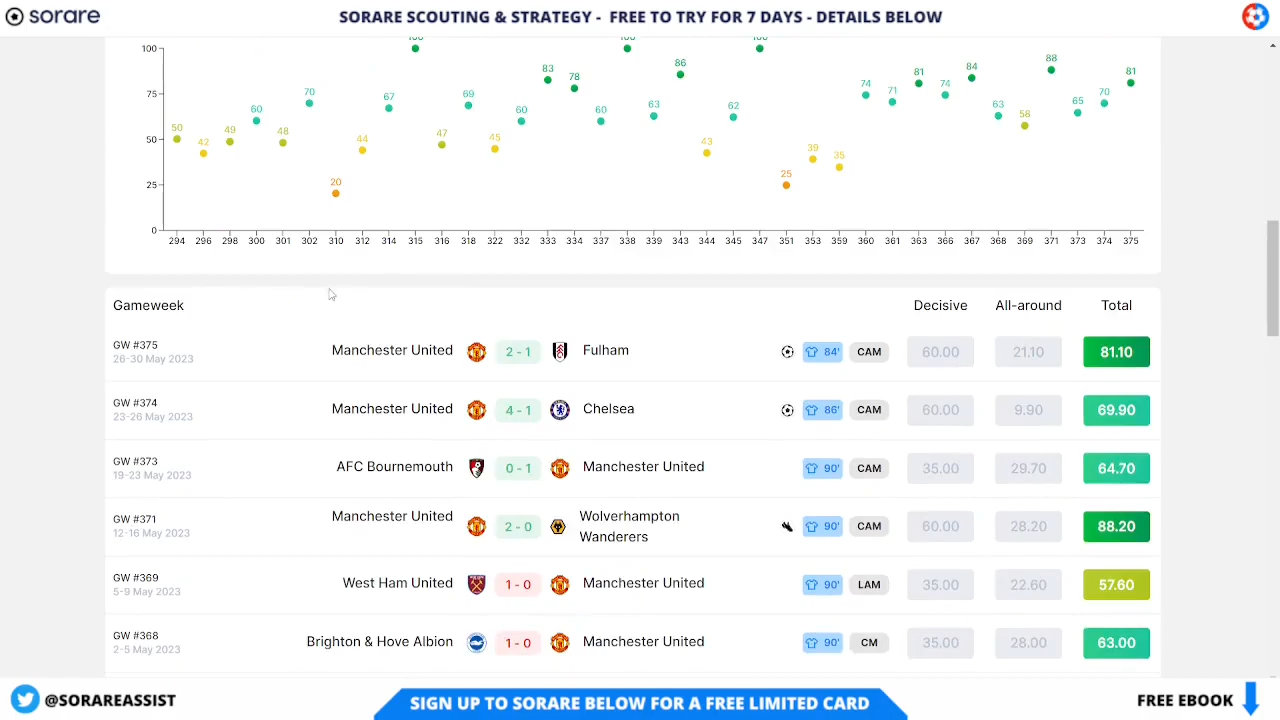 sorare
SORARE SCOUTING & STRATEGY - FREE TO TRY FOR 7 DAYS - DETAILS BELOW
100
75
50
25
0
50 42 49 60 48 70 20 44 67 100 47 69 45 60 83 78 60 100 63 86 43 62 100 25 39 35 74 71 81 74 84 63 58 88 65 70 81
294 296 298 300 301 302 310 312 314 315 316 318 322 332 333 334 337 338 339 343 344 345 347 351 353 359 360 361 363 366 367 368 369 371 373 374 375
Gameweek Decisive All-around Total
GW #375
26-30 May 2023
Manchester United 2 - 1 Fulham 84' CAM 60.00 21.10 81.10
GW #374
23-26 May 2023
Manchester United 4 - 1 Chelsea 86' CAM 60.00 9.90 69.90
GW #373
19-23 May 2023
AFC Bournemouth 0 - 1 Manchester United 90' CAM 35.00 29.70 64.70
GW #371
12-16 May 2023
Manchester United 2 - 0 Wolverhampton
Wanderers
90' CAM 60.00 28.20 88.20
GW #369
5-9 May 2023
West Ham United 1 - 0 Manchester United 90' LAM 35.00 22.60 57.60
GW #368
2-5 May 2023
Brighton & Hove Albion 1 - 0 Manchester United 90' CM 35.00 28.00 63.00
@SORAREASSIST
SIGN UP TO SORARE BELOW FOR A FREE LIMITED CARD
FREE EBOOK